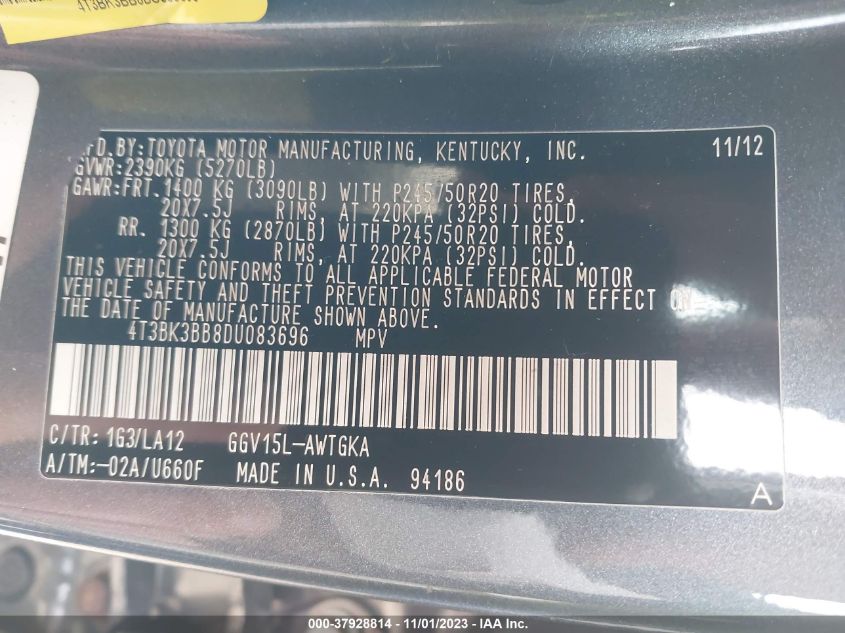 4T3BK3BB8DU083696
MFD.BY:TOYOTA MOTOR MANUFACTURING, KENTUCKY, INC. 11/12
GVWR:2390KG (5270LB)
GAWR:FRT. 1400 KG (3090LB) WITH P245/50R20 TIRES,
20X7.5J RIMS, AT 220KPA (32PSI) COLD.
RR. 1300 KG (2870LB) WITH P245/50R20 TIRES,
20X7.5J RIMS, AT 220KPA (32PSI) COLD.
THIS VEHICLE CONFORMS TO ALL APPLICABLE FEDERAL MOTOR
VEHICLE SAFETY AND THEFT PREVENTION STANDARDS IN EFFECT ON
THE DATE OF MANUFACTURE SHOWN ABOVE.
4T3BK3BB8DU083696 MPV
C/TR: 1G3/LA12 GGV15L-AWTGKA
A/TM:-02A/U660F MADE IN U.S.A. 94186
A
000-37928814 - 11/01/2023 - IAA Inc.